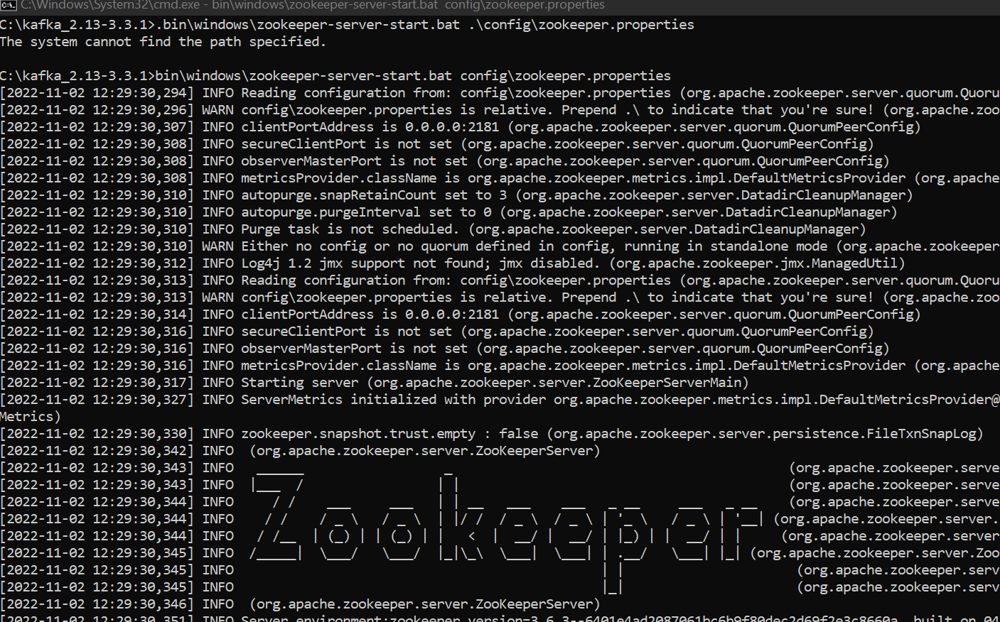 C:\Windows\System32\cmd.exe - bin\windows\zookeeper-server-start.bat  config\zookeeper.properties
C:\kafka_2.13-3.3.1>.bin\windows\zookeeper-server-start.bat .\config\zookeeper.properties
The system cannot find the path specified.
C:\kafka_2.13-3.3.1>bin\windows\zookeeper-server-start.bat config\zookeeper.properties
[2022-11-02 12:29:30,294] INFO Reading configuration from: config\zookeeper.properties (org.apache.zookeeper.server.quorum.Quoru
[2022-11-02 12:29:30,296] WARN config\zookeeper.properties is relative. Prepend .\ to indicate that you're sure! (org.apache.zoo
[2022-11-02 12:29:30,307] INFO clientPortAddress is 0.0.0.0:2181 (org.apache.zookeeper.server.quorum.QuorumPeerConfig)
[2022-11-02 12:29:30,308] INFO secureClientPort is not set (org.apache.zookeeper.server.quorum.QuorumPeerConfig)
[2022-11-02 12:29:30,308] INFO observerMasterPort is not set (org.apache.zookeeper.server.quorum.QuorumPeerConfig)
[2022-11-02 12:29:30,308] INFO metricsProvider.className is org.apache.zookeeper.metrics.impl.DefaultMetricsProvider (org.apache
[2022-11-02 12:29:30,310] INFO autopurge.snapRetainCount set to 3 (org.apache.zookeeper.server.DatadirCleanupManager)
[2022-11-02 12:29:30,310] INFO autopurge.purgeInterval set to 0 (org.apache.zookeeper.server.DatadirCleanupManager)
[2022-11-02 12:29:30,310] INFO Purge task is not scheduled. (org.apache.zookeeper.server.DatadirCleanupManager)
[2022-11-02 12:29:30,310] WARN Either no config or no quorum defined in config, running in standalone mode (org.apache.zookeeper
[2022-11-02 12:29:30,312] INFO Log4j 1.2 jmx support not found; jmx disabled. (org.apache.zookeeper.jmx.ManagedUtil)
[2022-11-02 12:29:30,313] INFO Reading configuration from: config\zookeeper.properties (org.apache.zookeeper.server.quorum.Quoru
[2022-11-02 12:29:30,313] WARN config\zookeeper.properties is relative. Prepend .\ to indicate that you're sure! (org.apache.zoo
[2022-11-02 12:29:30,314] INFO clientPortAddress is 0.0.0.0:2181 (org.apache.zookeeper.server.quorum.QuorumPeerConfig)
[2022-11-02 12:29:30,316] INFO secureClientPort is not set (org.apache.zookeeper.server.quorum.QuorumPeerConfig)
[2022-11-02 12:29:30,316] INFO observerMasterPort is not set (org.apache.zookeeper.server.quorum.QuorumPeerConfig)
[2022-11-02 12:29:30,316] INFO metricsProvider.className is org.apache.zookeeper.metrics.impl.DefaultMetricsProvider (org.apache
[2022-11-02 12:29:30,317] INFO Starting server (org.apache.zookeeper.server.ZooKeeperServerMain)
[2022-11-02 12:29:30,327] INFO ServerMetrics initialized with provider org.apache.zookeeper.metrics.impl.DefaultMetricsProvider@
Metrics)
[2022-11-02 12:29:30,330] INFO zookeeper.snapshot.trust.empty : false (org.apache.zookeeper.server.persistence.FileTxnSnapLog)
[2022-11-02 12:29:30,342] INFO  (org.apache.zookeeper.server.ZooKeeperServer)
[2022-11-02 12:29:30,343] INFO   ______                  _                                           (org.apache.zookeeper.serve
[2022-11-02 12:29:30,343] INFO  |___  /                 | |                                          (org.apache.zookeeper.serve
[2022-11-02 12:29:30,344] INFO     / /    ___     ___   | | __   ___    ___   _ __     ___   _ __    (org.apache.zookeeper.serve
[2022-11-02 12:29:30,344] INFO    / /    / _ \   / _ \  | |/ /  / _ \  / _ \ | '_ \   / _ \ | '__| (org.apache.zookeeper.server.
[2022-11-02 12:29:30,344] INFO   / /__  | (_) | | (_) | |   <  |  __/ |  __/ | |_) | |  __/ | |     (org.apache.zookeeper.serve
[2022-11-02 12:29:30,345] INFO  /_____|  \___/   \___/  |_|\_\  \___|  \___| | .__/   \___| |_| (org.apache.zookeeper.server.Zoo
[2022-11-02 12:29:30,345] INFO                                               | |                      (org.apache.zookeeper.serv
[2022-11-02 12:29:30,345] INFO                                               |_|                      (org.apache.zookeeper.serv
[2022-11-02 12:29:30,346] INFO  (org.apache.zookeeper.server.ZooKeeperServer)